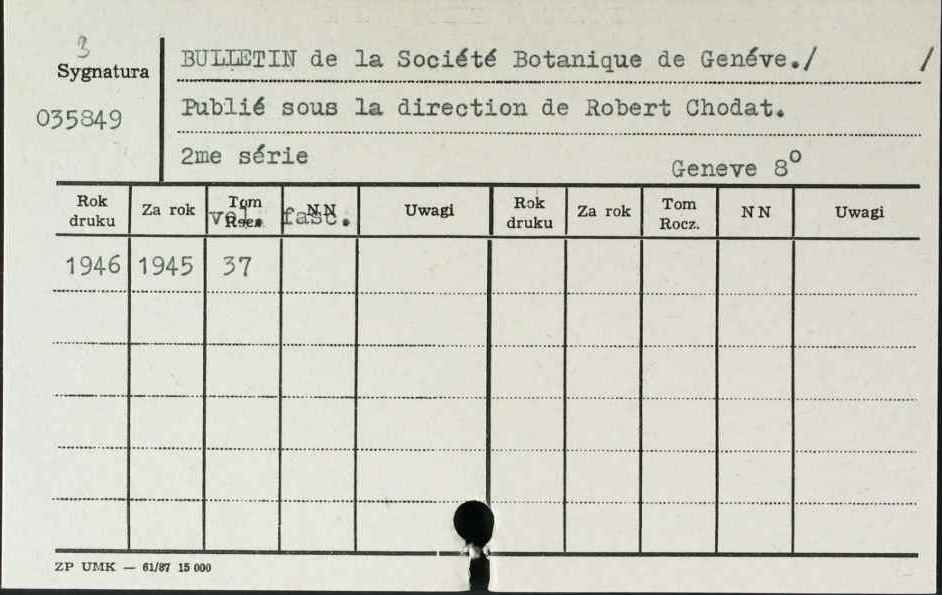 3
Sygnatura
035849
BULLETIN de la Société Botanique de Genéve./ /
Publié sous la direction de Robert Chodat.
2me série
Geneve 8º
Rok druku Za rok Tom Rocz. NN Uwagi Rok druku Za rok Tom Rocz. NN Uwagi
vol. fasc.
1946 1945 37
ZP UMK — 61/87 15 000